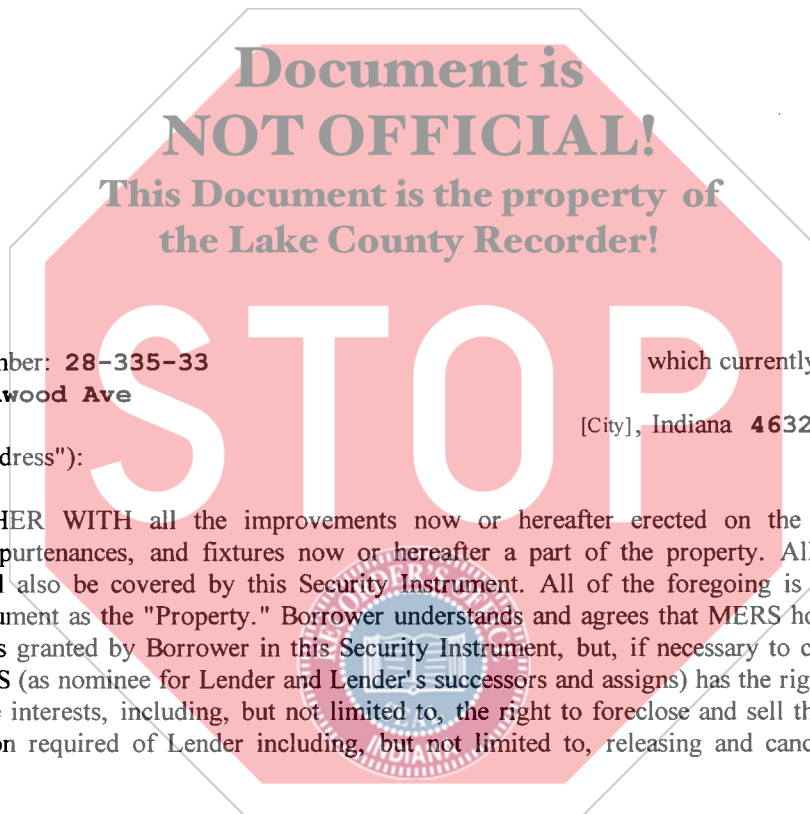 Document is
NOT OFFICIAL!
This Document is the property of
the Lake County Recorder!
STOP
nber: 28-335-33 which currently
wood Ave
[City], Indiana 4632
dress"):
HER WITH all the improvements now or hereafter erected on the
purtenances, and fixtures now or hereafter a part of the property. All
l also be covered by this Security Instrument. All of the foregoing is
ument as the "Property." Borrower understands and agrees that MERS ho
s granted by Borrower in this Security Instrument, but, if necessary to c
S (as nominee for Lender and Lender's successors and assigns) has the rig
e interests, including, but not limited to, the right to foreclose and sell th
on required of Lender including, but not limited to, releasing and canc
RECORDER'S OFFICE
SEAL
INDIANA